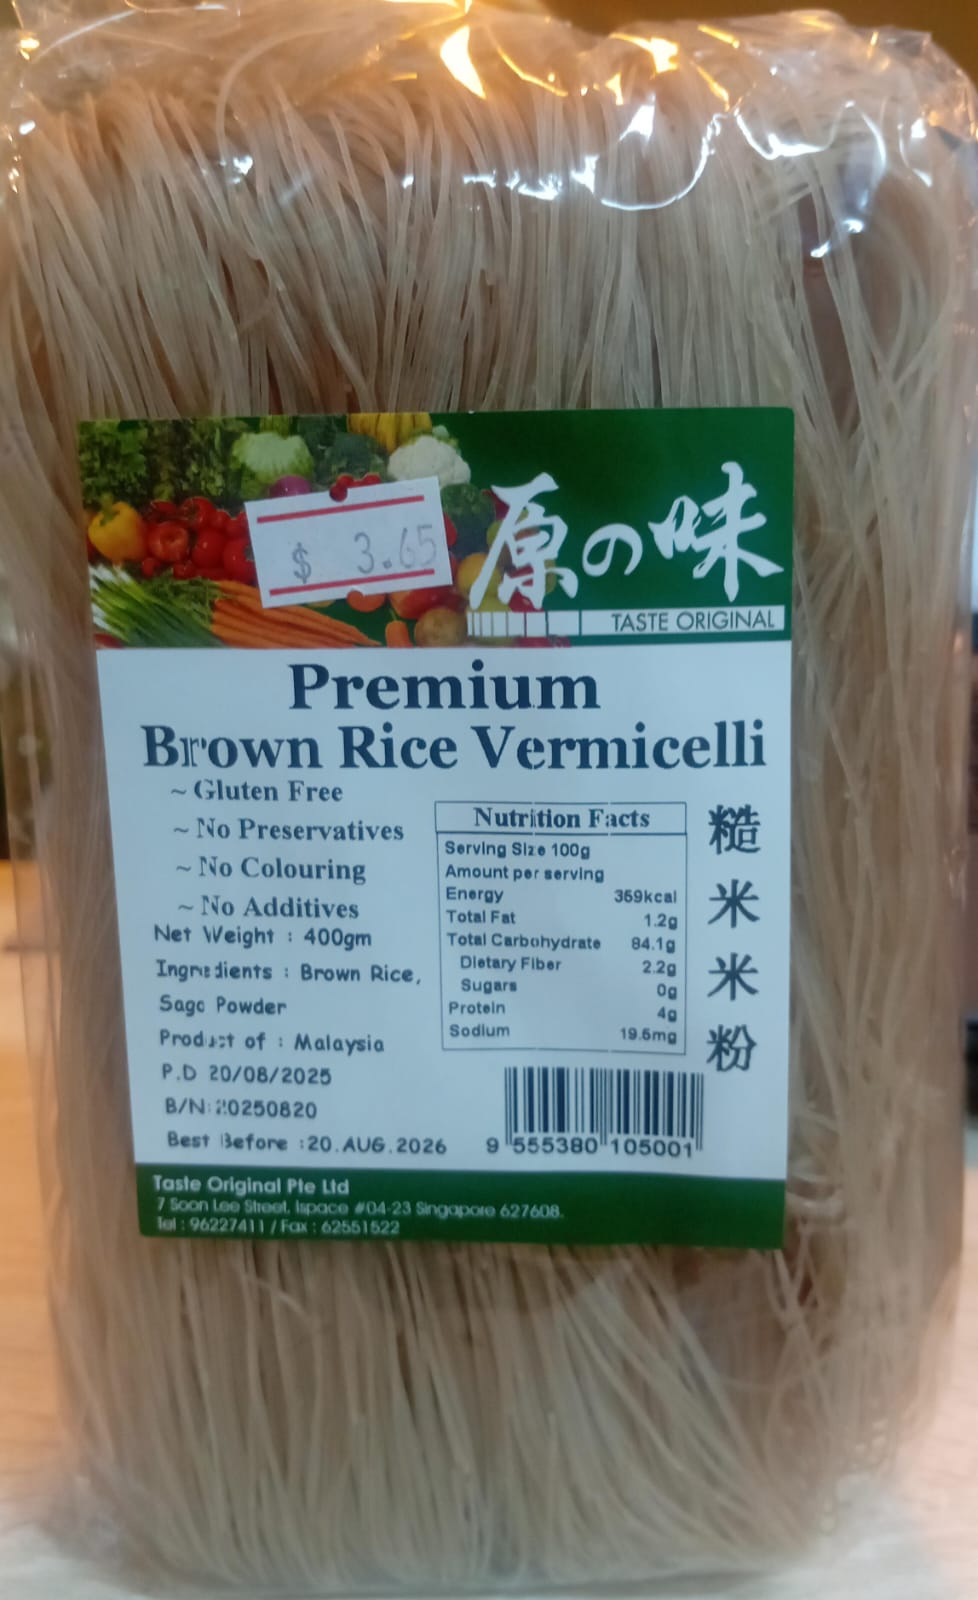 $ 3.65
原の味
TASTE ORIGINAL
Premium
Brown Rice Vermicelli
~ Gluten Free
~ No Preservatives
~ No Colouring
~ No Additives
Net Weight : 400gm
Ingredients : Brown Rice,
Sago Powder
Product of : Malaysia
P.D 20/08/2025
B/N:20250820
Best Before :20.AUG.2026
Nutrition Facts
Serving Size 100g
Amount per serving
Energy 359kcal
Total Fat 1.2g
Total Carbohydrate 84.1g
Dietary Fiber 2.2g
Sugars 0g
Protein 4g
Sodium 19.5mg
糙米米粉
9 555380 105001
Taste Original Pte Ltd
7 Soon Lee Street, Ispace #04-23 Singapore 627608.
Tel : 96227411 / Fax : 62551522